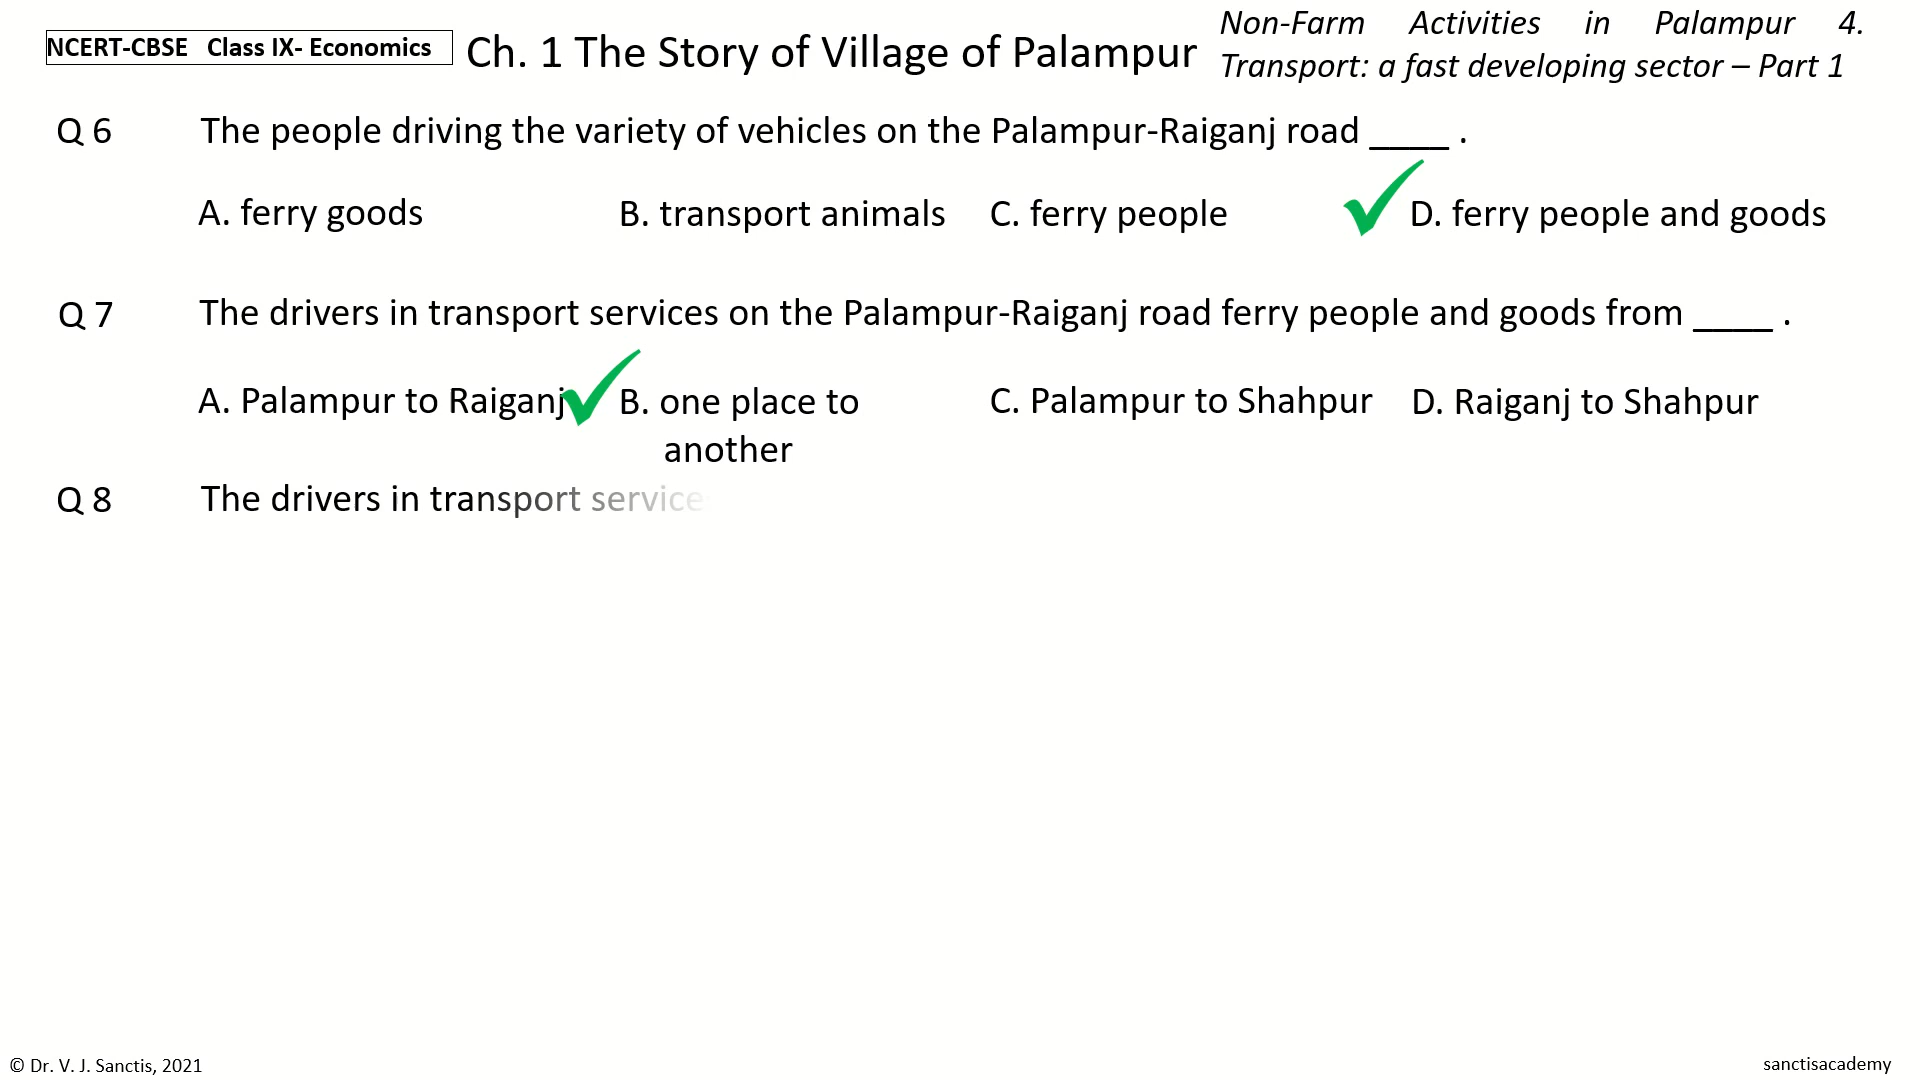 NCERT-CBSE Class IX- Economics
Ch. 1 The Story of Village of Palampur
Non-Farm Activities in Palampur 4.
Transport: a fast developing sector – Part 1
Q 6 The people driving the variety of vehicles on the Palampur-Raiganj road ____ .
A. ferry goods B. transport animals C. ferry people D. ferry people and goods
Q 7 The drivers in transport services on the Palampur-Raiganj road ferry people and goods from ____ .
A. Palampur to Raiganj B. one place to C. Palampur to Shahpur D. Raiganj to Shahpur
another
Q 8 The drivers in transport service
© Dr. V. J. Sanctis, 2021
sanctisacademy